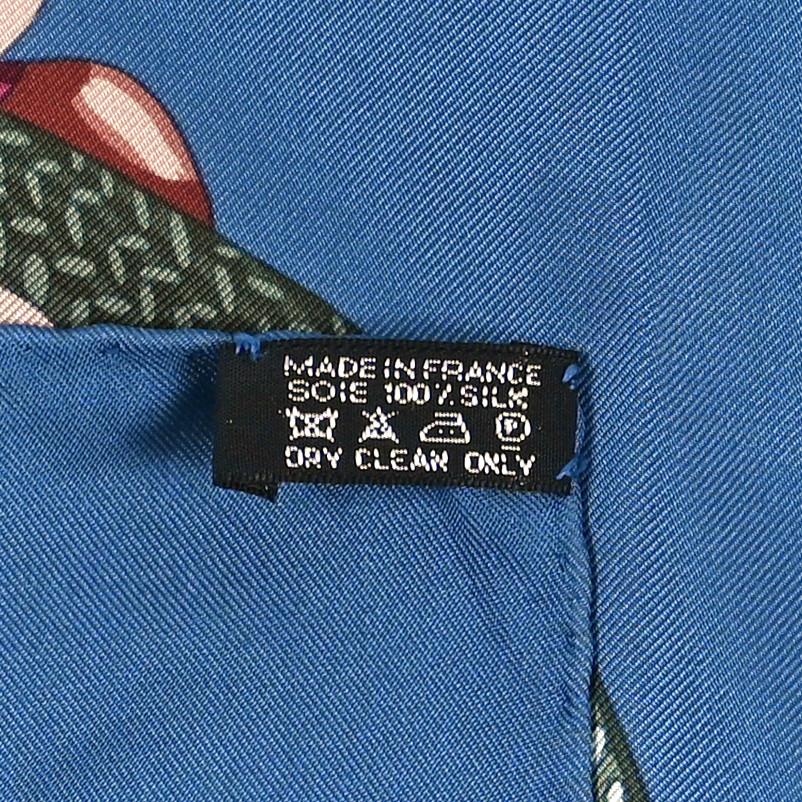 MADE IN FRANCE
SOIE 100% SILK
P
DRY CLEAN ONLY